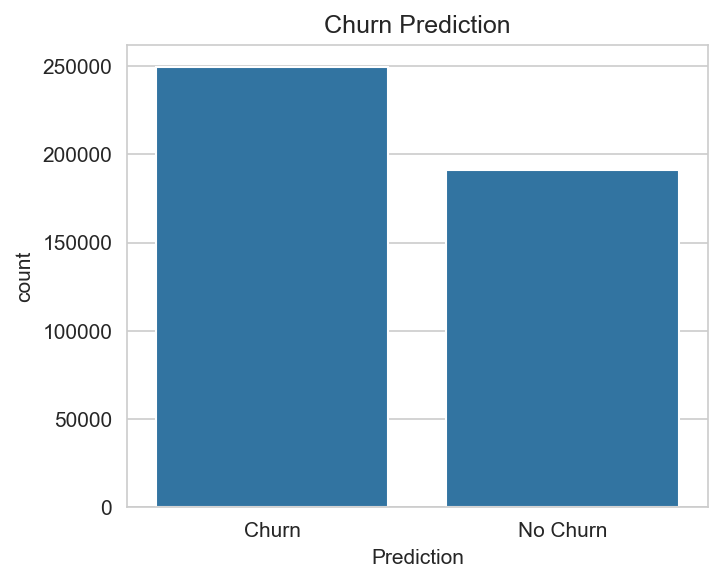 Churn Prediction
250000
200000
150000
100000
50000
0
count
Churn
No Churn
Prediction